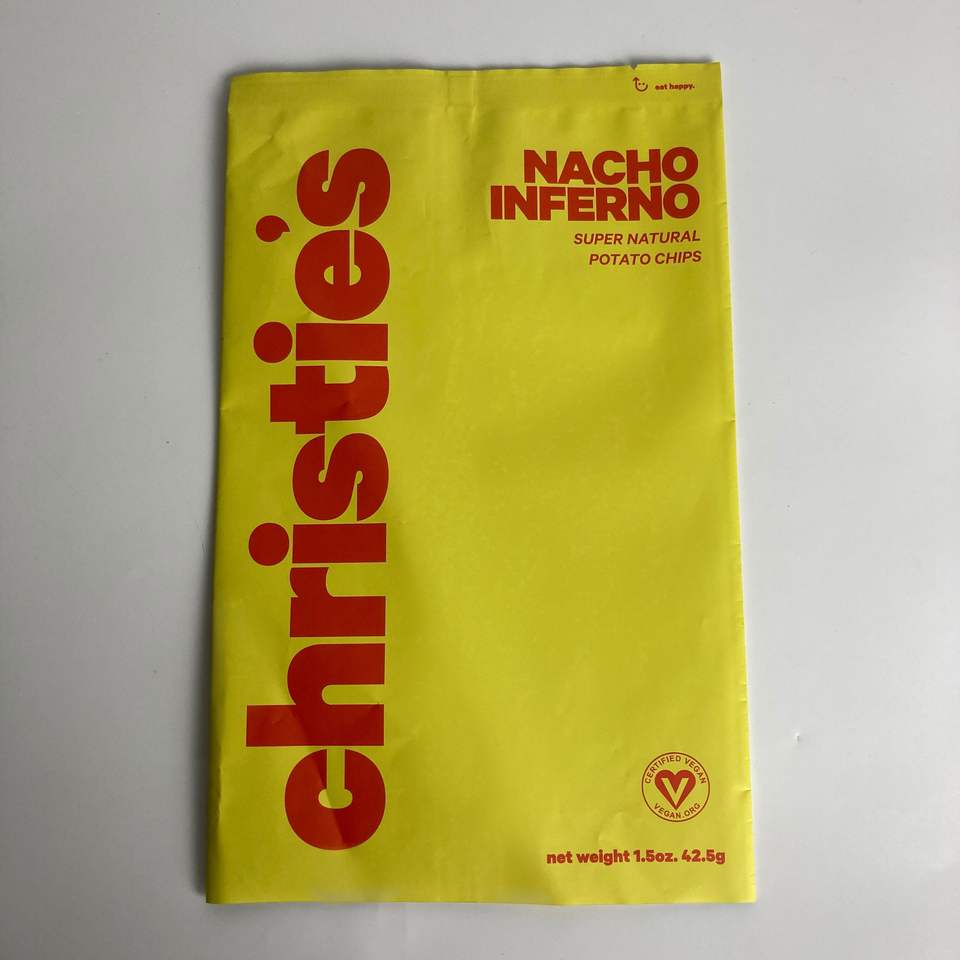 eat happy.
christie's
NACHO
INFERNO
SUPER NATURAL
POTATO CHIPS
CERTIFIED VEGAN
V
VEGAN.ORG
net weight 1.5oz. 42.5g